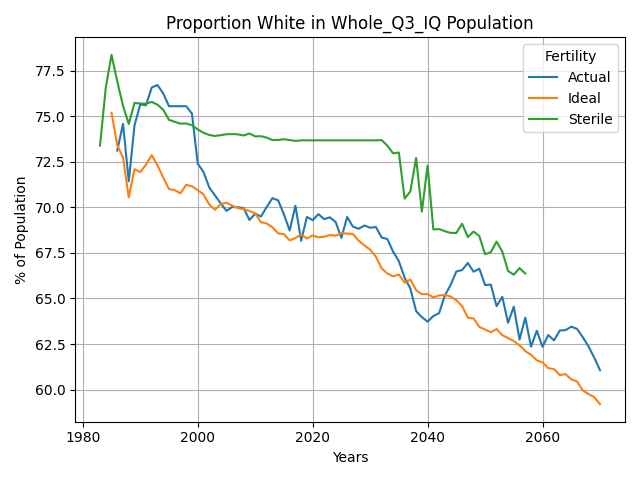 Proportion White in Whole_Q3_IQ Population
Fertility
Actual
Ideal
Sterile
% of Population
77.5
75.0
72.5
70.0
67.5
65.0
62.5
60.0
1980
2000
2020
2040
2060
Years